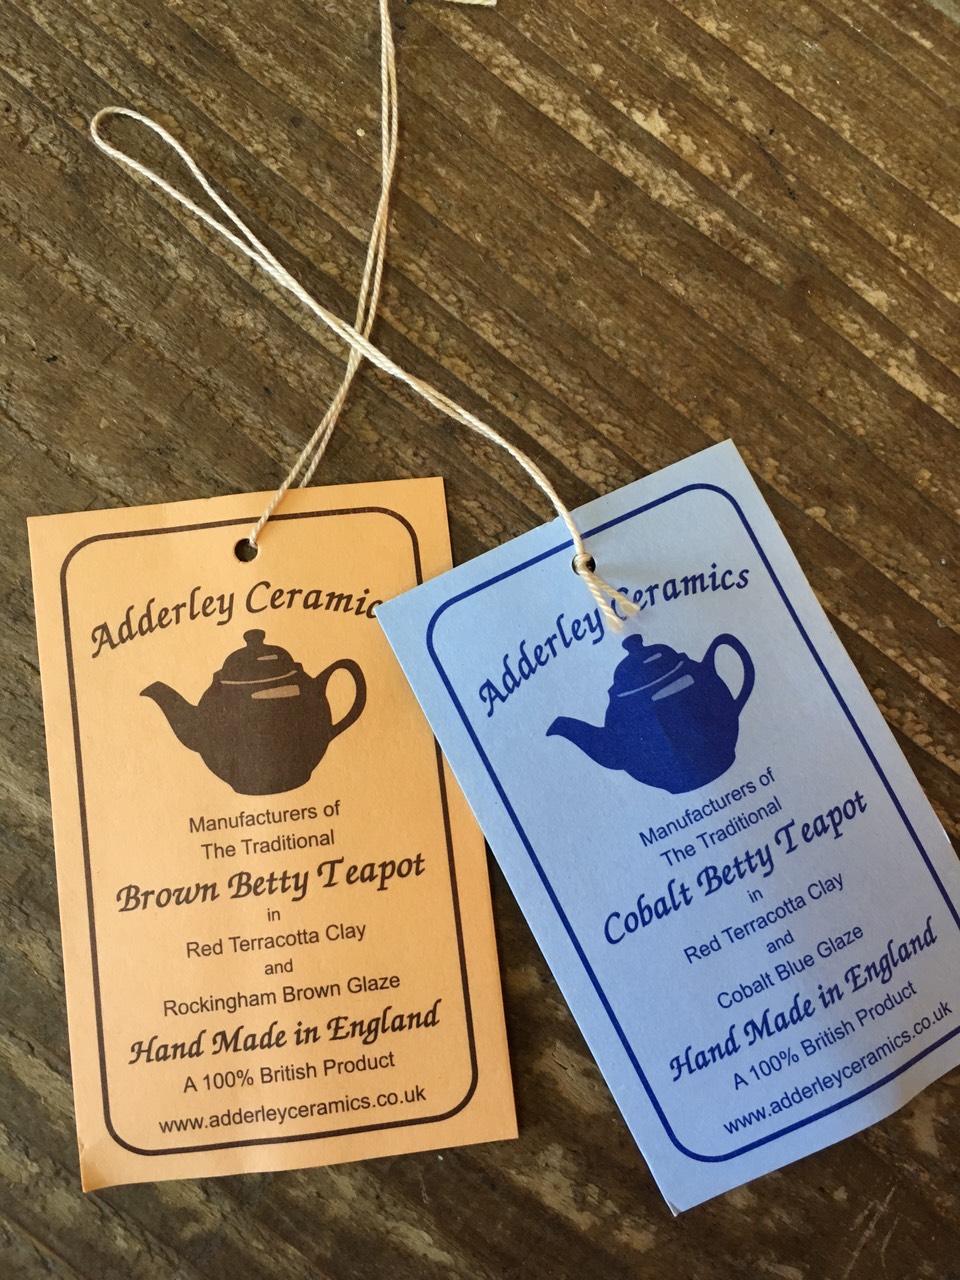 Adderley Ceramics
Manufacturers of
The Traditional
Brown Betty Teapot
in
Red Terracotta Clay
and
Rockingham Brown Glaze
Hand Made in England
A 100% British Product
www.adderleyceramics.co.uk
Adderley Ceramics
Manufacturers of
The Traditional
Cobalt Betty Teapot
in
Red Terracotta Clay
and
Cobalt Blue Glaze
Hand Made in England
A 100% British Product
www.adderleyceramics.co.uk